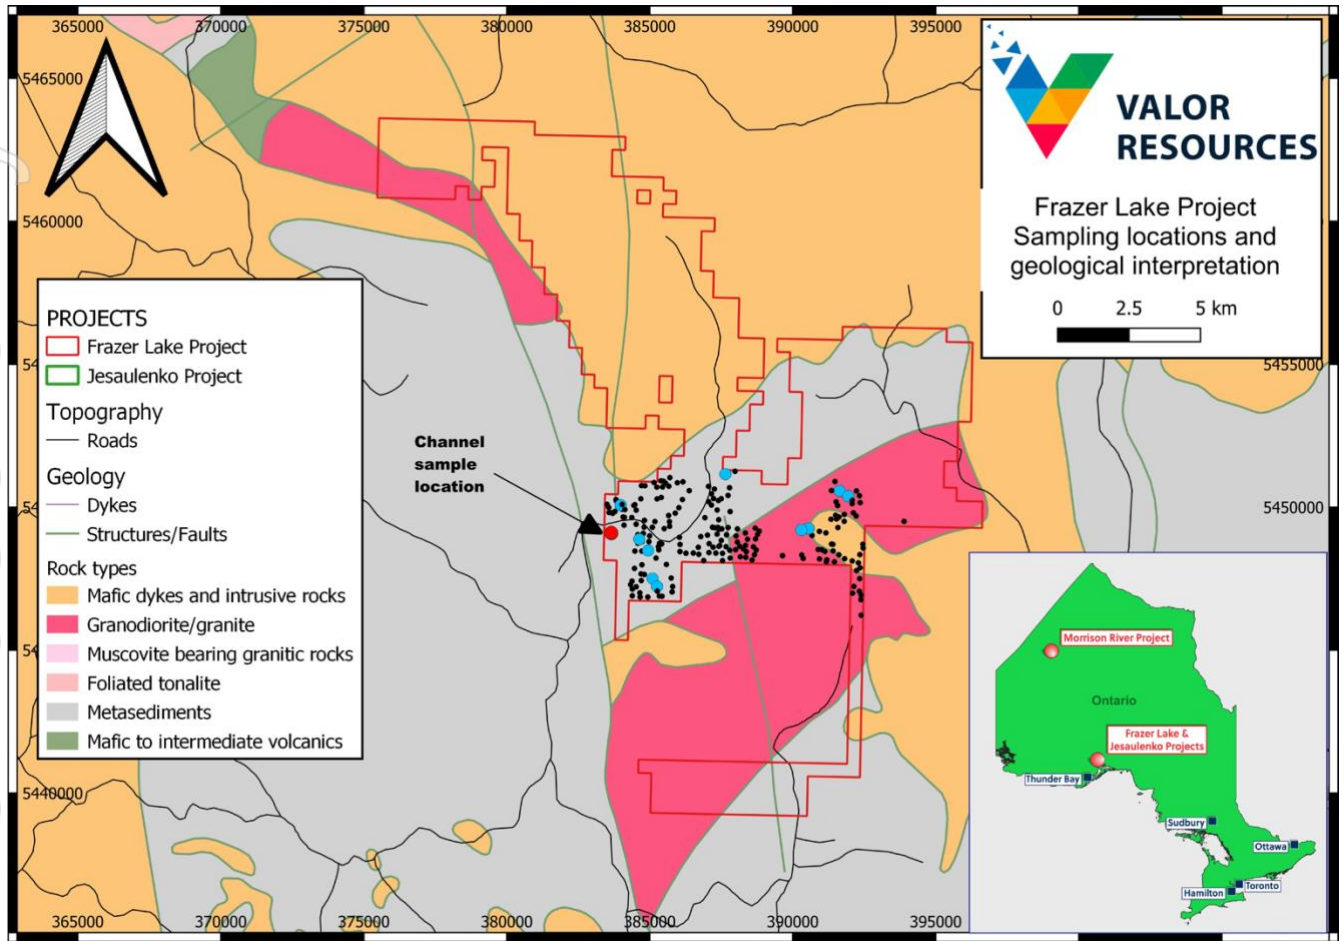 365000 370000 375000 380000 385000 390000 395000
5465000
VALOR
RESOURCES
Frazer Lake Project
Sampling locations and
geological interpretation
0 2.5 5 km
5460000
PROJECTS
Frazer Lake Project
Jesaulenko Project
Topography
Roads
Geology
Dykes
Structures/Faults
Rock types
Mafic dykes and intrusive rocks
Granodiorite/granite
Muscovite bearing granitic rocks
Foliated tonalite
Metasediments
Mafic to intermediate volcanics
5455000
Channel
sample
location
5450000
Morrison River Project
Ontario
Frazer Lake &
Jesaulenko Projects
Thunder Bay
Sudbury
Ottawa
Toronto
Hamilton
5440000
365000 370000 375000 380000 385000 390000 395000